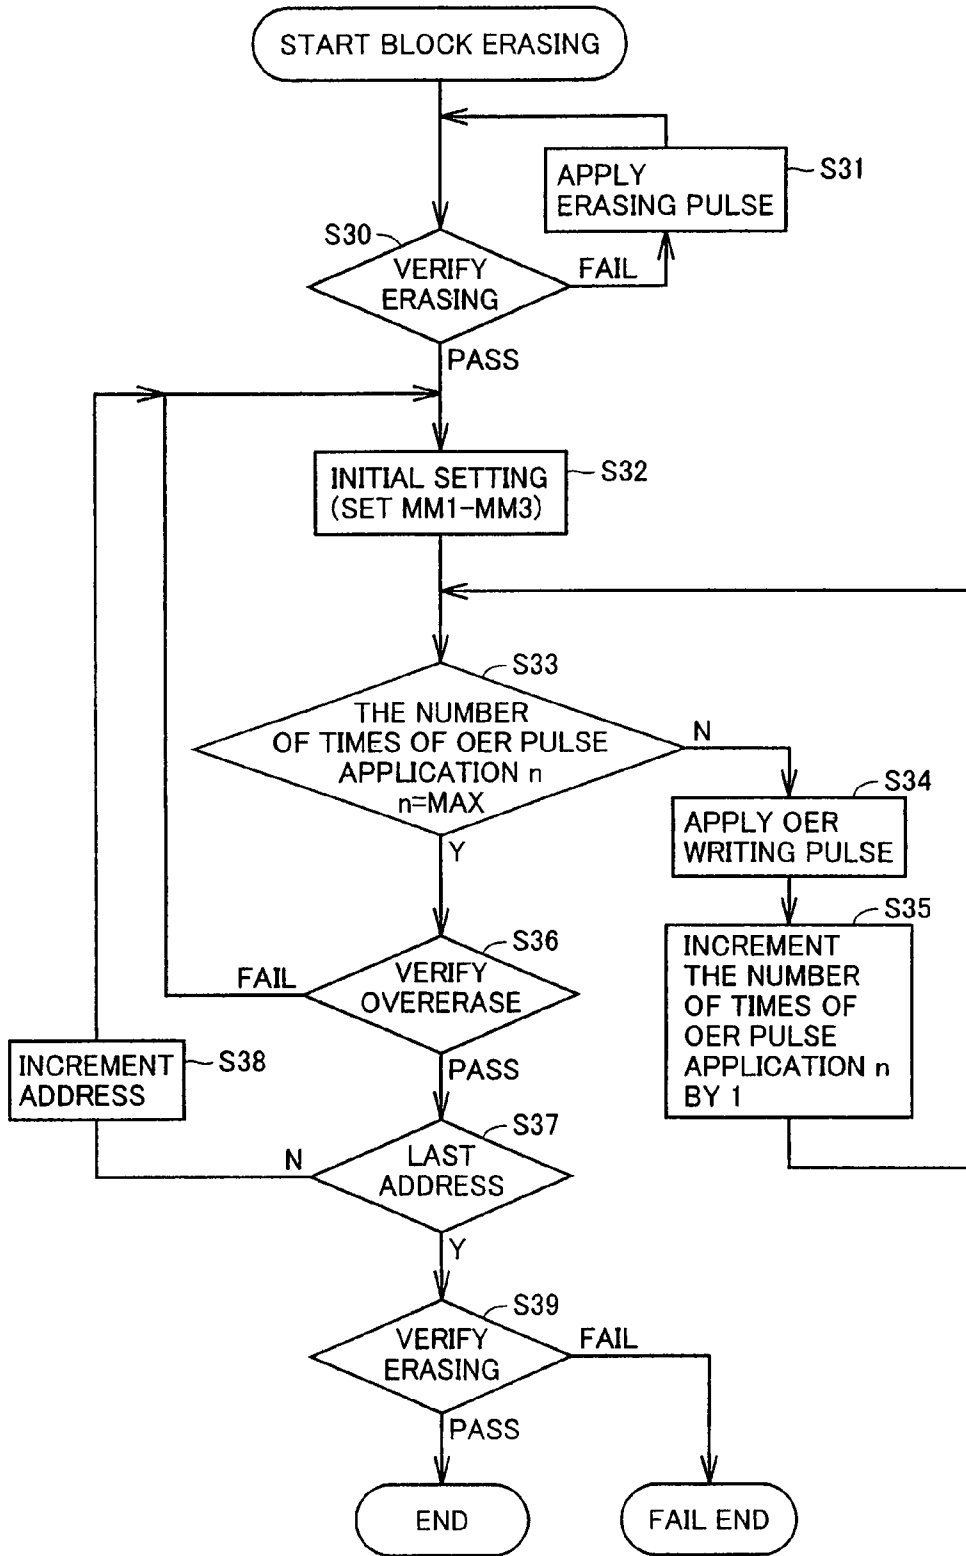 START BLOCK ERASING
APPLY
ERASING PULSE
S31
S30
VERIFY
ERASING
FAIL
PASS
INITIAL SETTING
(SET MM1-MM3)
S32
S33
THE NUMBER
OF TIMES OF OER PULSE
APPLICATION n
n=MAX
N
Y
S34
APPLY OER
WRITING PULSE
S35
INCREMENT
THE NUMBER
OF TIMES OF
OER PULSE
APPLICATION n
BY 1
S36
VERIFY
OVERERASE
FAIL
PASS
INCREMENT
ADDRESS
S38
S37
LAST
ADDRESS
N
Y
S39
VERIFY
ERASING
FAIL
PASS
END
FAIL END